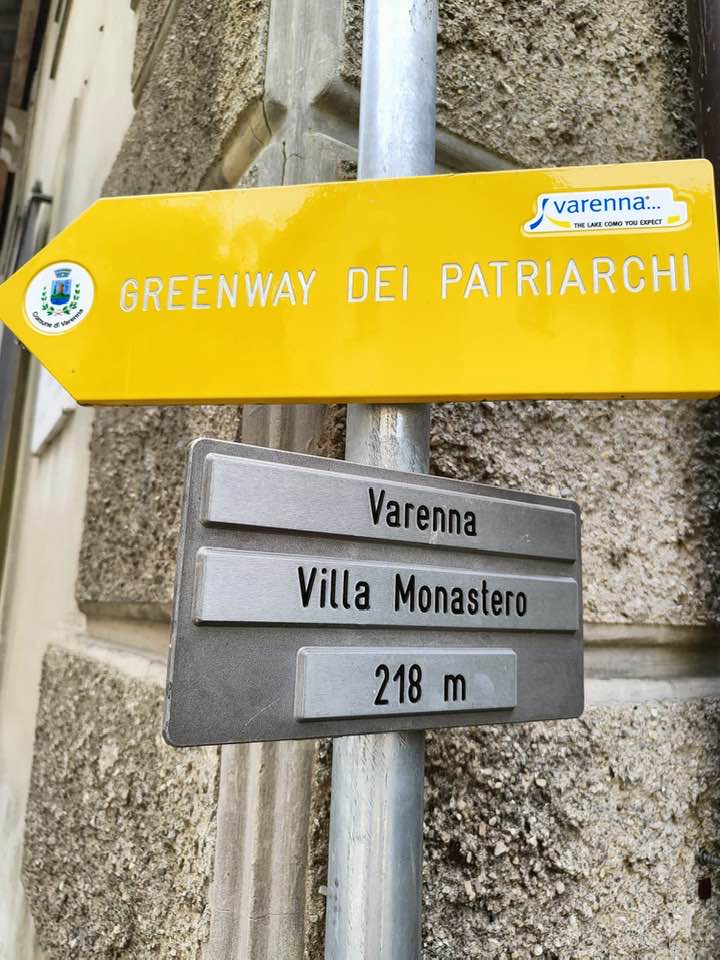 varenna...
THE LAKE COMO YOU EXPECT
GREENWAY DEI PATRIARCHI
Comune di Varenna
Varenna
Villa Monastero
218 m